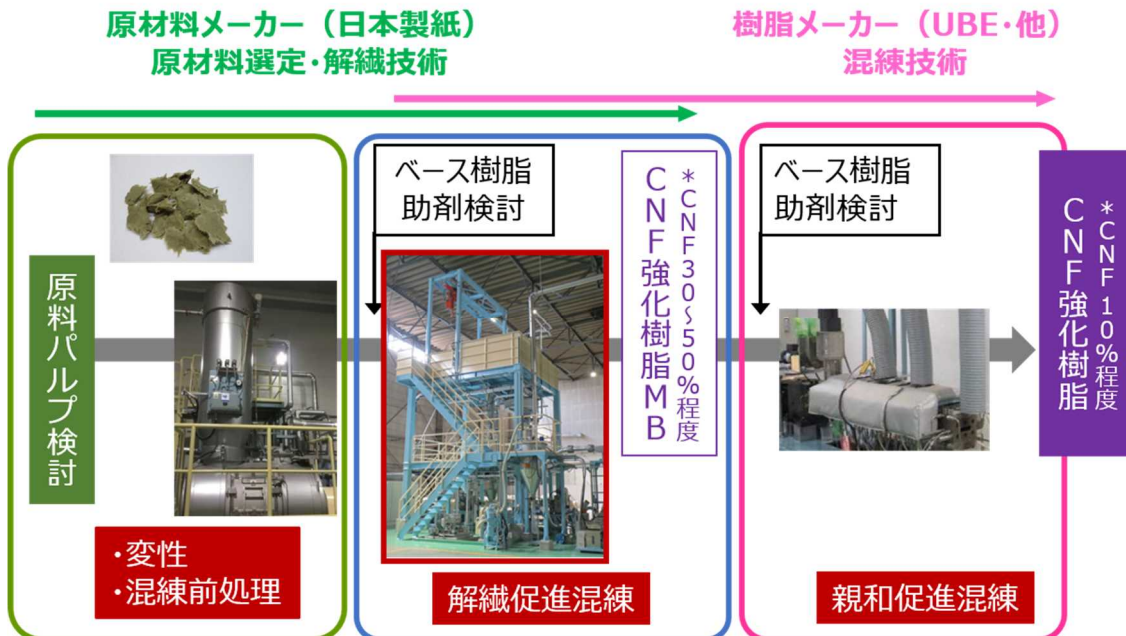 原材料メーカー（日本製紙）
原材料選定・解繊技術
樹脂メーカー（UBE・他）
混練技術
原料パルプ検討
・変性
・混練前処理
ベース樹脂
助剤検討
*CNF30～50%程度
CNF強化樹脂MB
解繊促進混練
ベース樹脂
助剤検討
親和促進混練
*CNF10%程度
CNF強化樹脂